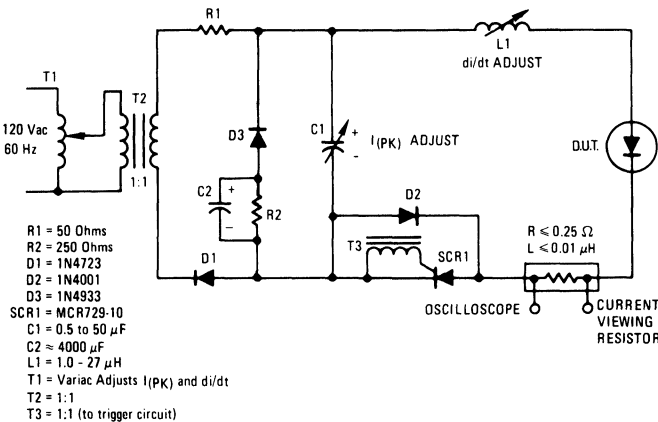 R1
L1
di/dt ADJUST
T1
T2
120 Vac
60 Hz
1:1
D3
C1
+
-
I(PK) ADJUST
D.U.T.
C2
+
–
R2
D2
T3
SCR1
D1
R ⩽ 0.25 Ω
L ⩽ 0.01 μH
OSCILLOSCOPE
CURRENT
VIEWING
RESISTOR
R1 = 50 Ohms
R2 = 250 Ohms
D1 = 1N4723
D2 = 1N4001
D3 = 1N4933
SCR1 = MCR729-10
C1 = 0.5 to 50 μF
C2 ≈ 4000 μF
L1 = 1.0 - 27 μH
T1 = Variac Adjusts I(PK) and di/dt
T2 = 1:1
T3 = 1:1 (to trigger circuit)